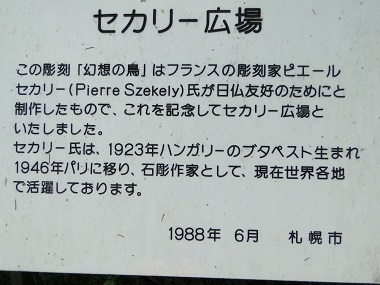 セカリー広場
この彫刻「幻想の鳥」はフランスの彫刻家ピエール
セカリー(Pierre Szekely)氏が日仏友好のためにと
制作したもので、これを記念してセカリー広場と
いたしました。
セカリー氏は、1923年ハンガリーのブタペスト生まれ
1946年パリに移り、石彫作家として、現在世界各地
で活躍しております。
1988年 6月 札幌市